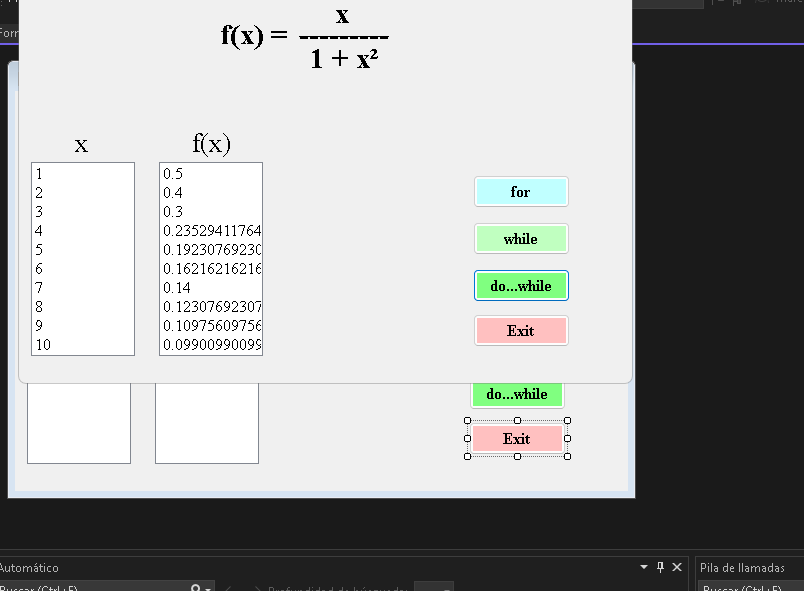 Form
x
f(x) = ---------
1 + x²
x
f(x)
1
2
3
4
5
6
7
8
9
10
0.5
0.4
0.3
0.23529411764
0.19230769230
0.16216216216
0.14
0.12307692307
0.10975609756
0.09900990099
for
while
do...while
Exit
do...while
Exit
Automático
Pila de llamadas
Buscar (Ctrl+E)
Profundidad de búsqueda:
Buscar (Ctrl+E)